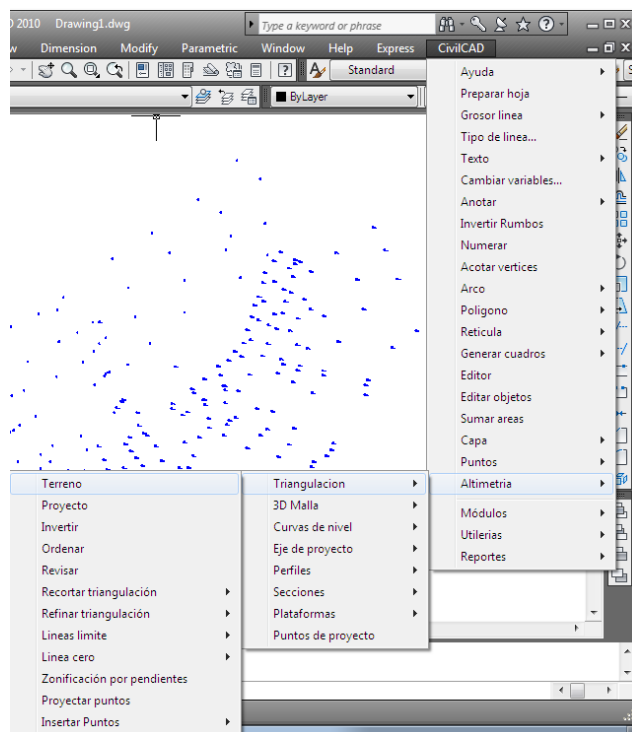 2010 Drawing1.dwg Type a keyword or phrase
w Dimension Modify Parametric Window Help Express CivilCAD
Standard
ByLayer
Ayuda
Preparar hoja
Grosor linea
Tipo de linea...
Texto
Cambiar variables...
Anotar
Invertir Rumbos
Numerar
Acotar vertices
Arco
Poligono
Reticula
Generar cuadros
Editor
Editar objetos
Sumar areas
Capa
Puntos
Altimetria
Módulos
Utilerias
Reportes
Triangulacion
3D Malla
Curvas de nivel
Eje de proyecto
Perfiles
Secciones
Plataformas
Puntos de proyecto
Terreno
Proyecto
Invertir
Ordenar
Revisar
Recortar triangulación
Refinar triangulación
Lineas limite
Linea cero
Zonificación por pendientes
Proyectar puntos
Insertar Puntos